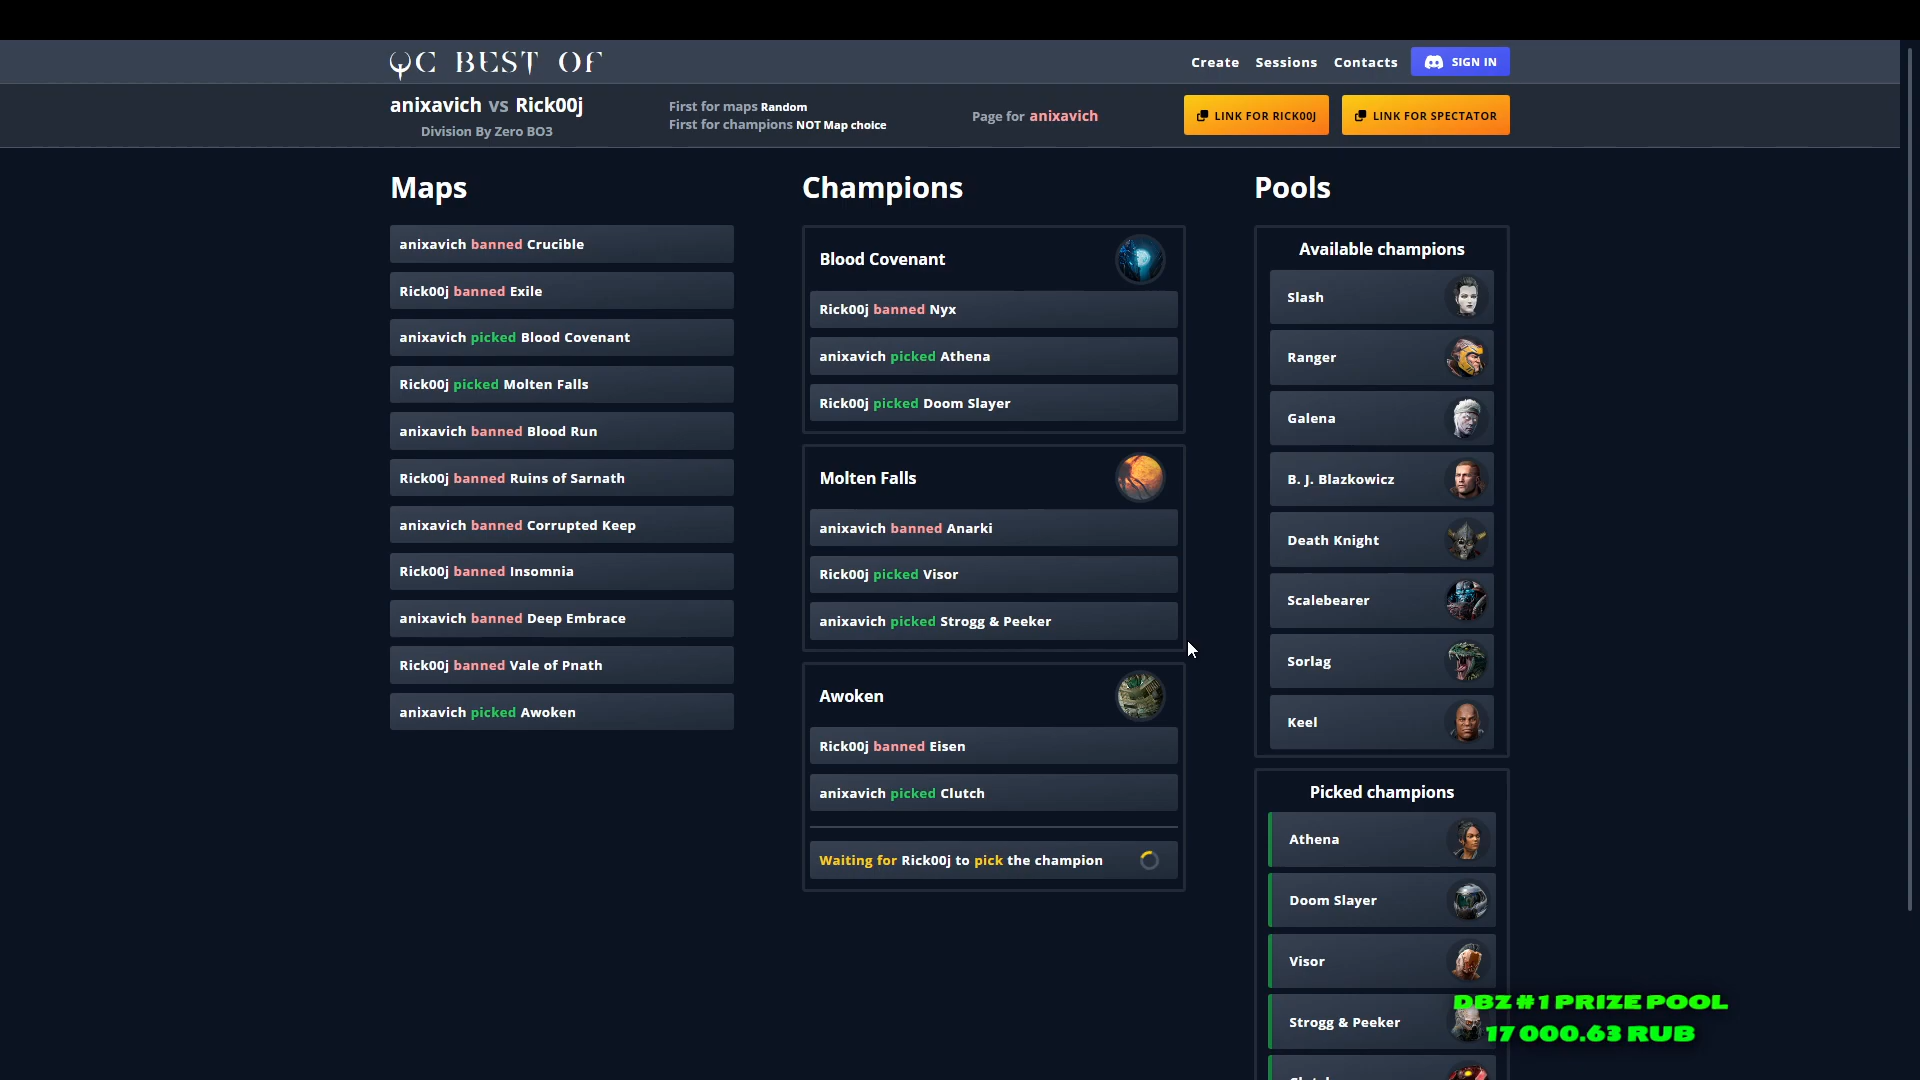 QC BEST OF
Create Sessions Contacts SIGN IN
anixavich vs Rick00j
Division By Zero BO3
First for maps Random
First for champions NOT Map choice
Page for anixavich
LINK FOR RICK00J
LINK FOR SPECTATOR
Maps
anixavich banned Crucible
Rick00j banned Exile
anixavich picked Blood Covenant
Rick00j picked Molten Falls
anixavich banned Blood Run
Rick00j banned Ruins of Sarnath
anixavich banned Corrupted Keep
Rick00j banned Insomnia
anixavich banned Deep Embrace
Rick00j banned Vale of Pnath
anixavich picked Awoken
Champions
Blood Covenant
Rick00j banned Nyx
anixavich picked Athena
Rick00j picked Doom Slayer
Molten Falls
anixavich banned Anarki
Rick00j picked Visor
anixavich picked Strogg & Peeker
Awoken
Rick00j banned Eisen
anixavich picked Clutch
Waiting for Rick00j to pick the champion
Pools
Available champions
Slash
Ranger
Galena
B. J. Blazkowicz
Death Knight
Scalebearer
Sorlag
Keel
Picked champions
Athena
Doom Slayer
Visor
Strogg & Peeker
DBZ #1 PRIZE POOL
17 000.63 RUB